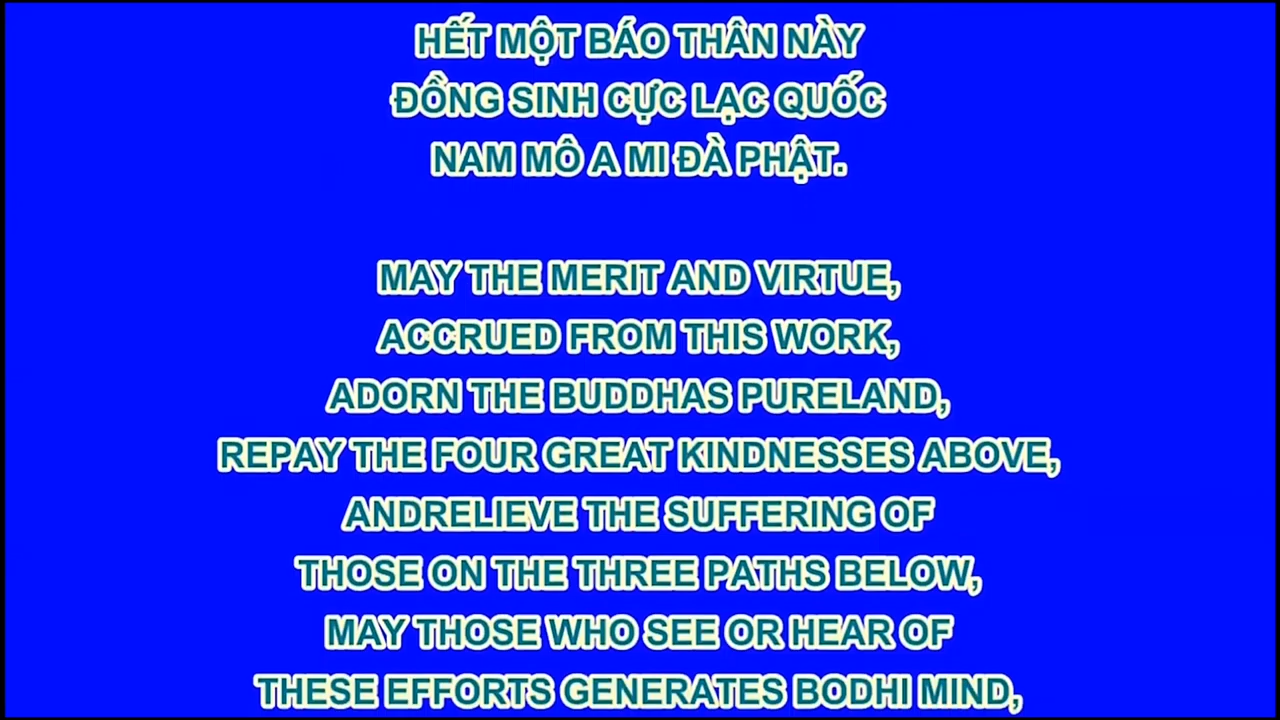 HẾT MỘT BÁO THÂN NÀY
ĐỒNG SINH CỰC LẠC QUỐC
NAM MÔ A MI ĐÀ PHẬT.
MAY THE MERIT AND VIRTUE,
ACCRUED FROM THIS WORK,
ADORN THE BUDDHAS PURELAND,
REPAY THE FOUR GREAT KINDNESSES ABOVE,
ANDRELIEVE THE SUFFERING OF
THOSE ON THE THREE PATHS BELOW,
MAY THOSE WHO SEE OR HEAR OF
THESE EFFORTS GENERATES BODHI MIND,